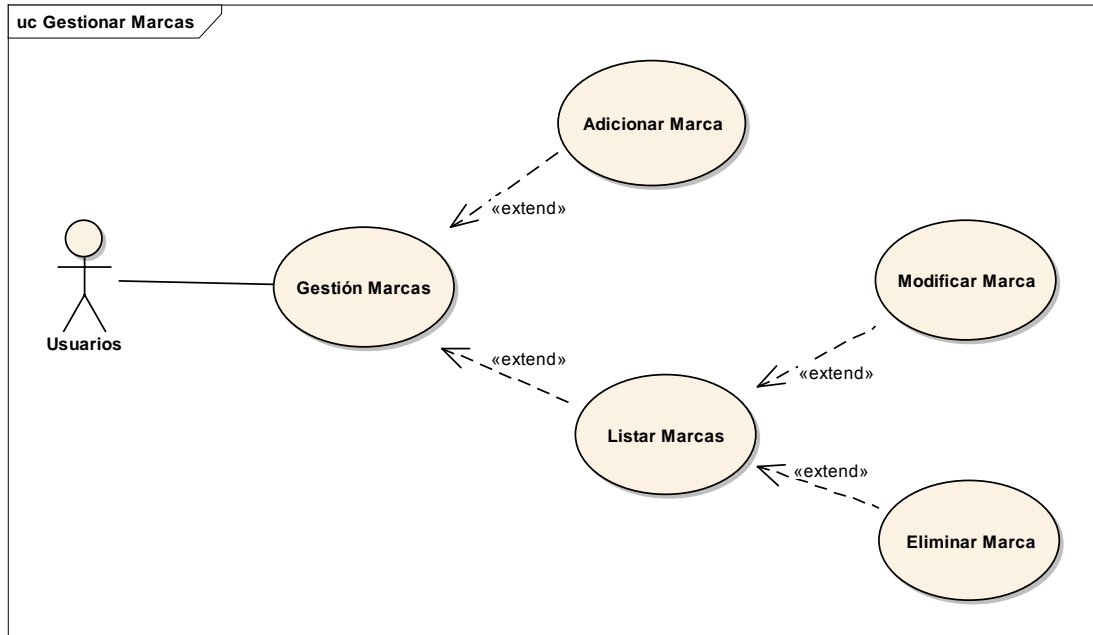 uc Gestionar Marcas
Adicionar Marca
«extend»
Gestión Marcas
Usuarios
Modificar Marca
«extend»
«extend»
Listar Marcas
«extend»
Eliminar Marca